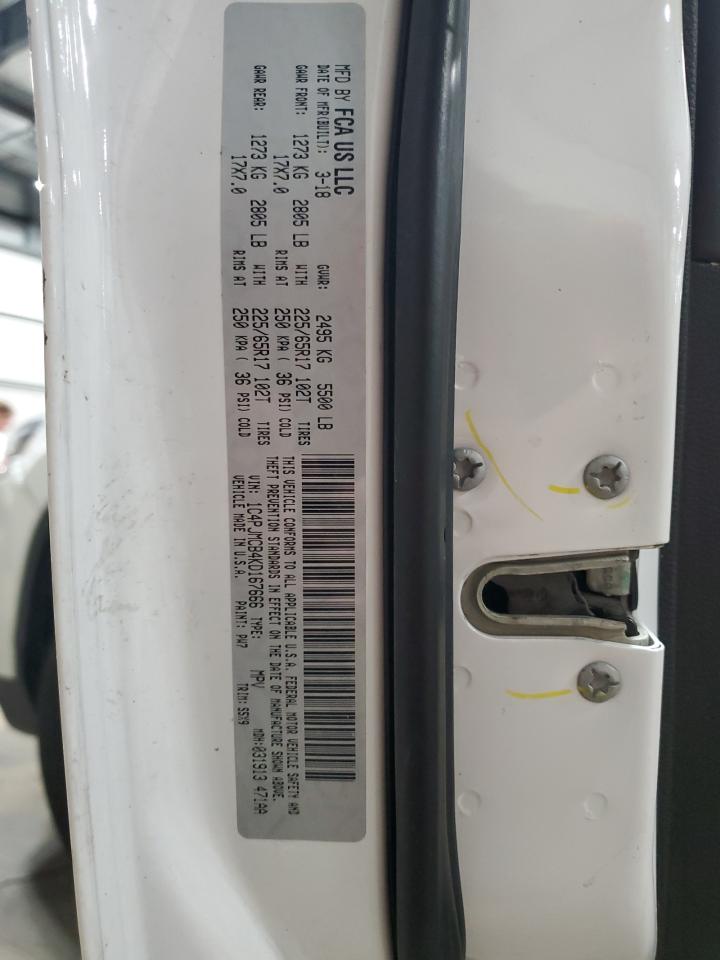 MFD BY FCA US LLC
DATE OF MFR(BUILT): 3-18 GVWR: 2495 KG 5500 LB
GAWR FRONT: 1273 KG 2805 LB WITH 225/65R17 102T TIRES
17X7.0 RIMS AT 250 KPA ( 36 PSI) COLD
GAWR REAR: 1273 KG 2805 LB WITH 225/65R17 102T TIRES
17X7.0 RIMS AT 250 KPA ( 36 PSI) COLD
THIS VEHICLE CONFORMS TO ALL APPLICABLE U.S.A. FEDERAL MOTOR VEHICLE SAFETY AND
THEFT PREVENTION STANDARDS IN EFFECT ON THE DATE OF MANUFACTURE SHOWN ABOVE.
VIN: 1C4PJMCB4KD167666 TYPE: MPV MDH:031913 471AA
VEHICLE MADE IN U.S.A. PAINT: PW7 TRIM: S5X9